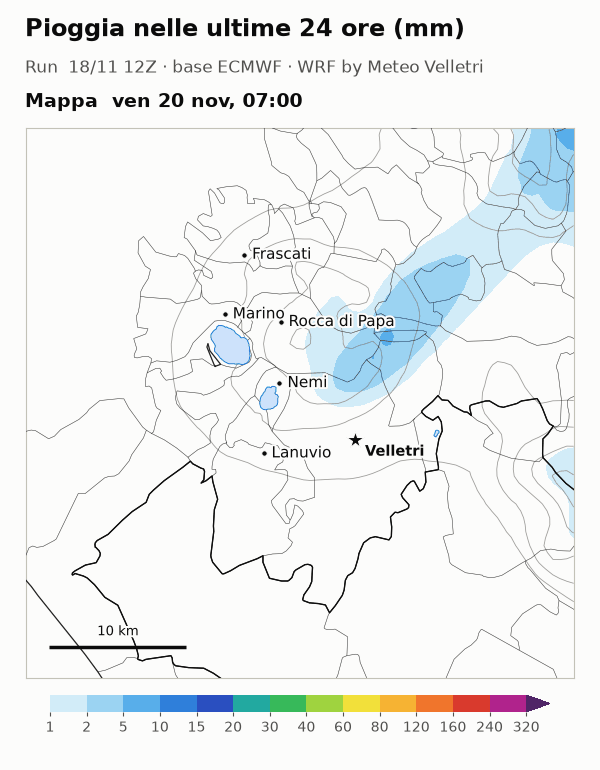 Pioggia nelle ultime 24 ore (mm)
Run  18/11 12Z · base ECMWF · WRF by Meteo Velletri
Mappa  ven 20 nov, 07:00
Frascati
Marino
Rocca di Papa
Nemi
Velletri
Lanuvio
10 km
1 2 5 10 15 20 30 40 60 80 120 160 240 320